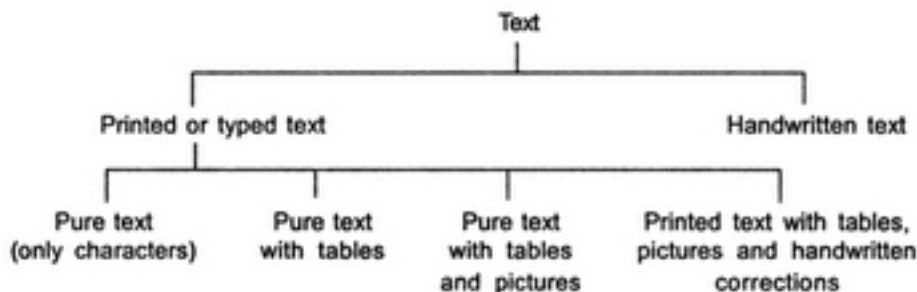 Text
Printed or typed text
Handwritten text
Pure text
(only characters)
Pure text
with tables
Pure text
with tables
and pictures
Printed text with tables,
pictures and handwritten
corrections